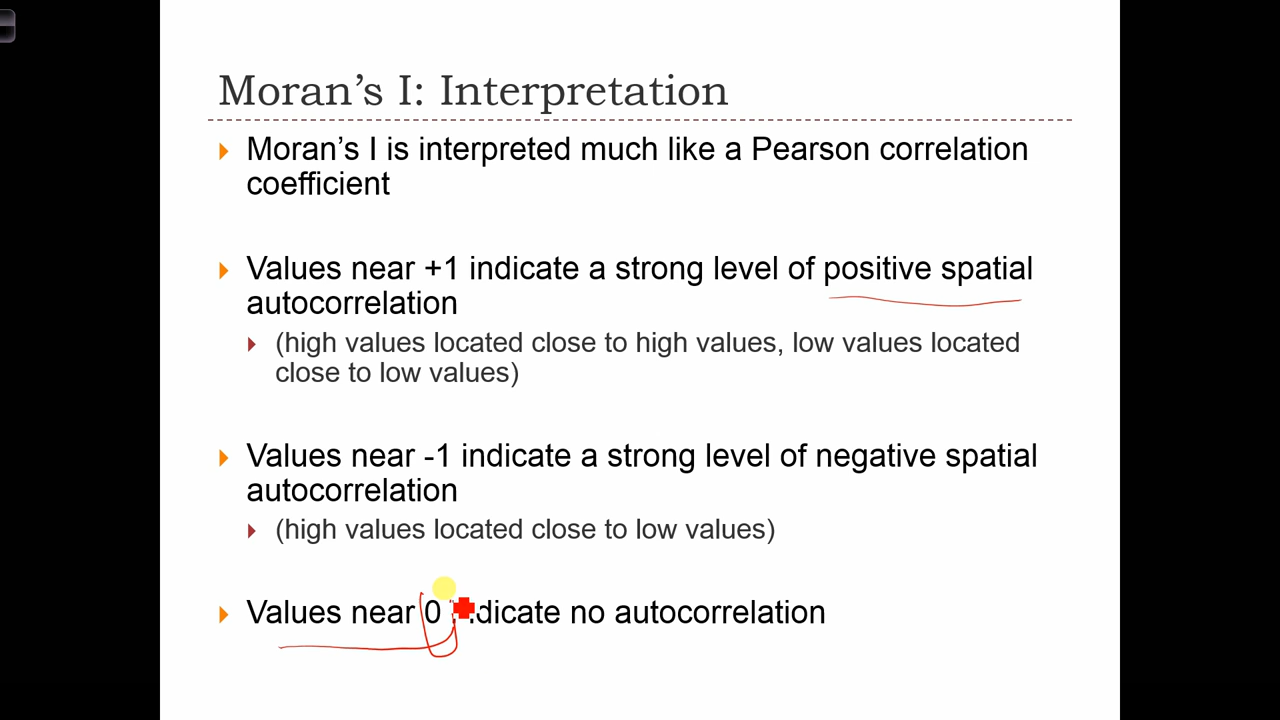 Moran’s I: Interpretation
Moran’s I is interpreted much like a Pearson correlation
coefficient
Values near +1 indicate a strong level of positive spatial
autocorrelation
(high values located close to high values, low values located
close to low values)
Values near -1 indicate a strong level of negative spatial
autocorrelation
(high values located close to low values)
Values near 0 indicate no autocorrelation